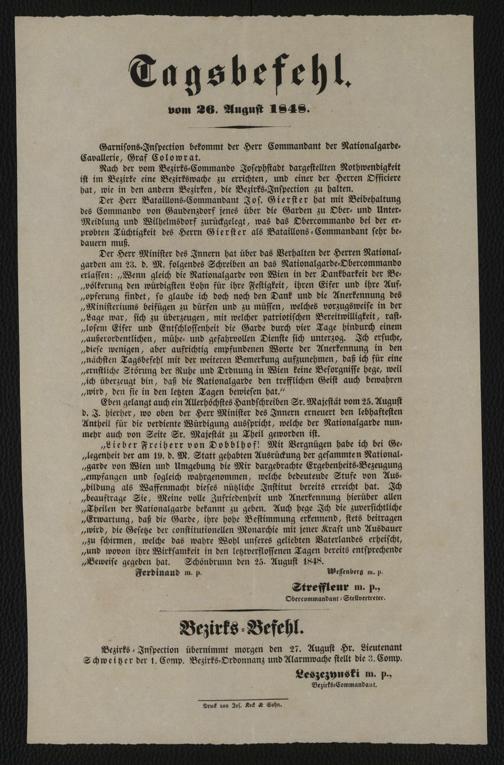 Tagsbefehl.
vom 26. August 1848.
Garnisons-Inspection bekommt der Herr Commandant der Nationalgarde-
Cavallerie, Graf Colowrat.
Nach der vom Bezirks-Commando Josephstadt dargestellten Nothwendigkeit
ist im Bezirke eine Bezirkswache zu errichten, und einer der Herren Officiere
hat, wie in den andern Bezirken, die Bezirks-Inspection zu halten.
Der Herr Bataillons-Commandant Jos. Gierster hat mit Beibehaltung
des Commando von Gaudenzdorf jenes über die Garden zu Ober- und Unter-
Meidlung und Wilhelmsdorf zurückgelegt, was das Obercommando bei der er-
probten Tüchtigkeit des Herrn Gierster als Bataillons-Commandant sehr be-
dauern muß.
Der Herr Minister des Innern hat über das Verhalten der Herren National-
garden am 23. d. M. folgendes Schreiben an das Nationalgarde-Obercommando
erlassen: „Wenn gleich die Nationalgarde von Wien in der Dankbarkeit der Be-
„völkerung den würdigsten Lohn für ihre Festigkeit, ihren Eifer und ihre Auf-
„opferung findet, so glaube ich doch noch den Dank und die Anerkennung des
„Ministeriums beifügen zu dürfen und zu müssen, welches vorzugsweise in der
„Lage war, sich zu überzeugen, mit welcher patriotischen Bereitwilligkeit, rast-
„losem Eifer und Entschlossenheit die Garde durch vier Tage hindurch einem
„außerordentlichen, mühe- und gefahrvollen Dienste sich unterzog. Ich ersuche,
„diese wenigen, aber aufrichtig empfundenen Worte der Anerkennung in den
„nächsten Tagsbefehl mit der weiteren Bemerkung aufzunehmen, daß ich für eine
„ernstliche Störung der Ruhe und Ordnung in Wien keine Besorgnisse hege, weil
„ich überzeugt bin, daß die Nationalgarde den trefflichen Geist auch bewahren
„wird, den sie in den letzten Tagen bewiesen hat.“
Eben gelangt auch ein Allerhöchstes Handschreiben Sr. Majestät vom 25. August
d. J. hierher, wo oben der Herr Minister des Innern erneuert den lebhaftesten
Antheil für die verdiente Würdigung ausspricht, welche der Nationalgarde nun-
mehr auch von Seite Sr. Majestät zu Theil geworden ist.
„Lieber Freiherr von Dobblhof! Mit Vergnügen habe ich bei Ge-
„legenheit der am 19. d. M. Statt gehabten Ausrückung der gesammten National-
„garde von Wien und Umgebung die Mir dargebrachte Ergebenheits-Bezeugung
„empfangen und sogleich wahrgenommen, welche bedeutende Stufe von Aus-
„bildung als Waffenmacht dieses nützliche Institut bereits erreicht hat. Ich
„beauftrage Sie, Meine volle Zufriedenheit und Anerkennung hierüber allen
„Theilen der Nationalgarde bekannt zu geben. Auch hege Ich die zuversichtliche
„Erwartung, daß die Garde, ihre hohe Bestimmung erkennend, stets beitragen
„wird, die Gesetze der constitutionellen Monarchie mit jener Kraft und Ausdauer
„zu schirmen, welche das wahre Wohl unseres geliebten Vaterlandes erheischt,
„und wovon ihre Wirksamkeit in den letztverflossenen Tagen bereits entsprechende
„Beweise gegeben hat. Schönbrunn den 25. August 1848.
Ferdinand m. p. Wessenberg m. p.
Streffleur m. p.,
Obercommandant-Stellvertreter.
Bezirks-Befehl.
Bezirks-Inspection übernimmt morgen den 27. August Hr. Lieutenant
Schweitzer der 1. Comp. Bezirks-Ordonnanz und Alarmwache stellt die 3. Comp.
Leszezynski m. p.,
Bezirks-Commandant.
Druck von Jos. Keck & Sohn.